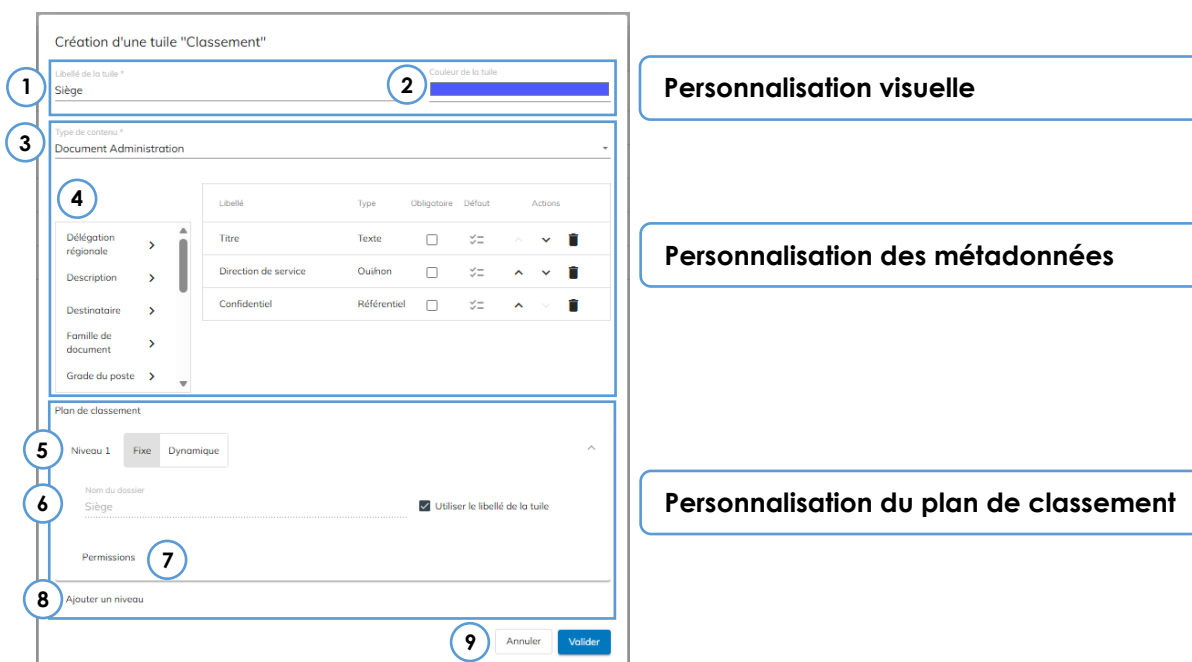 Création d'une tuile "Classement"
1
Libellé de la tuile *
Siège
2
Couleur de la tuile
Personnalisation visuelle
3
Type de contenu *
Document Administration
4
Délégation
régionale
Description
Destinataire
Famille de
document
Grade du poste
Libellé Type Obligatoire Défaut Actions
Titre Texte
Direction de service Oui/non
Confidentiel Référentiel
Personnalisation des métadonnées
Plan de classement
5
Niveau 1 Fixe Dynamique
6
Nom du dossier
Siège
Utiliser le libellé de la tuile
Personnalisation du plan de classement
Permissions 7
8 Ajouter un niveau
9 Annuler Valider